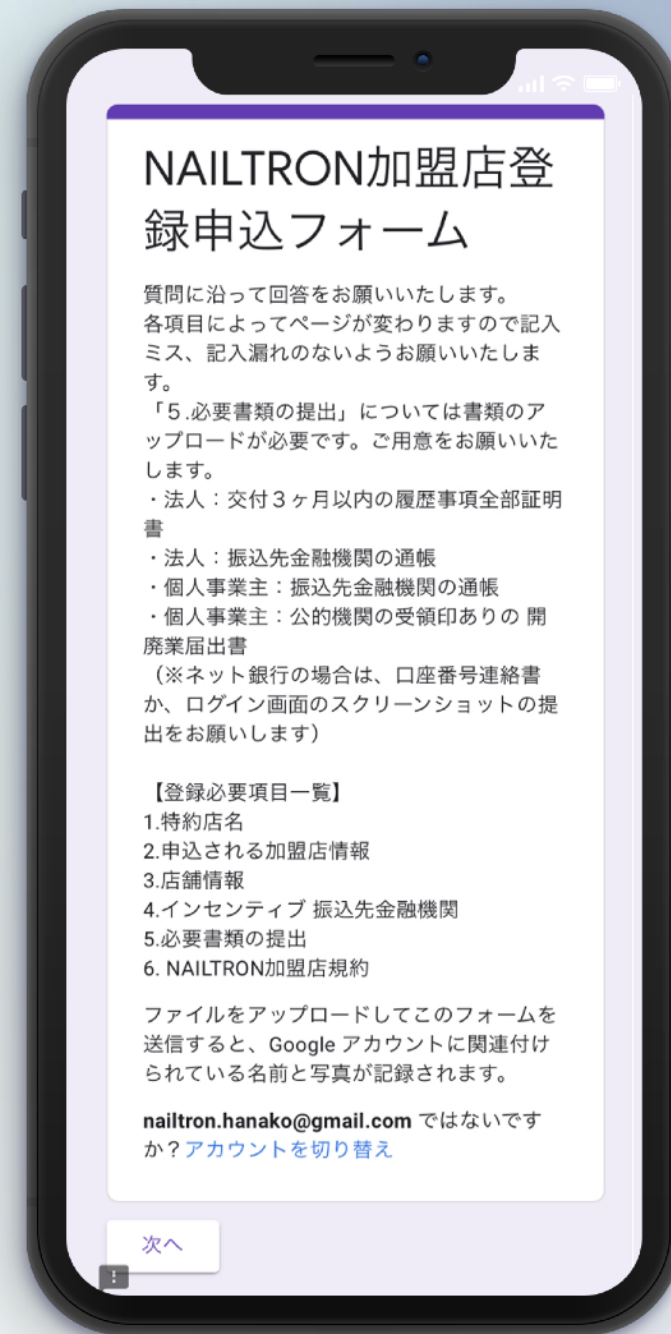 NAILTRON加盟店登
録申込フォーム
質問に沿って回答をお願いいたします。
各項目によってページが変わりますので記入
ミス、記入漏れのないようお願いいたしま
す。
「５.必要書類の提出」については書類のア
ップロードが必要です。ご用意をお願いいた
します。
・法人：交付３ヶ月以内の履歴事項全部証明
書
・法人：振込先金融機関の通帳
・個人事業主：振込先金融機関の通帳
・個人事業主：公的機関の受領印ありの 開
廃業届出書
（※ネット銀行の場合は、口座番号連絡書
か、ログイン画面のスクリーンショットの提
出をお願いします）
【登録必要項目一覧】
1.特約店名
2.申込される加盟店情報
3.店舗情報
4.インセンティブ 振込先金融機関
5.必要書類の提出
6. NAILTRON加盟店規約
ファイルをアップロードしてこのフォームを
送信すると、Google アカウントに関連付け
られている名前と写真が記録されます。
nailtron.hanako@gmail.com ではないです
か？アカウントを切り替え
次へ